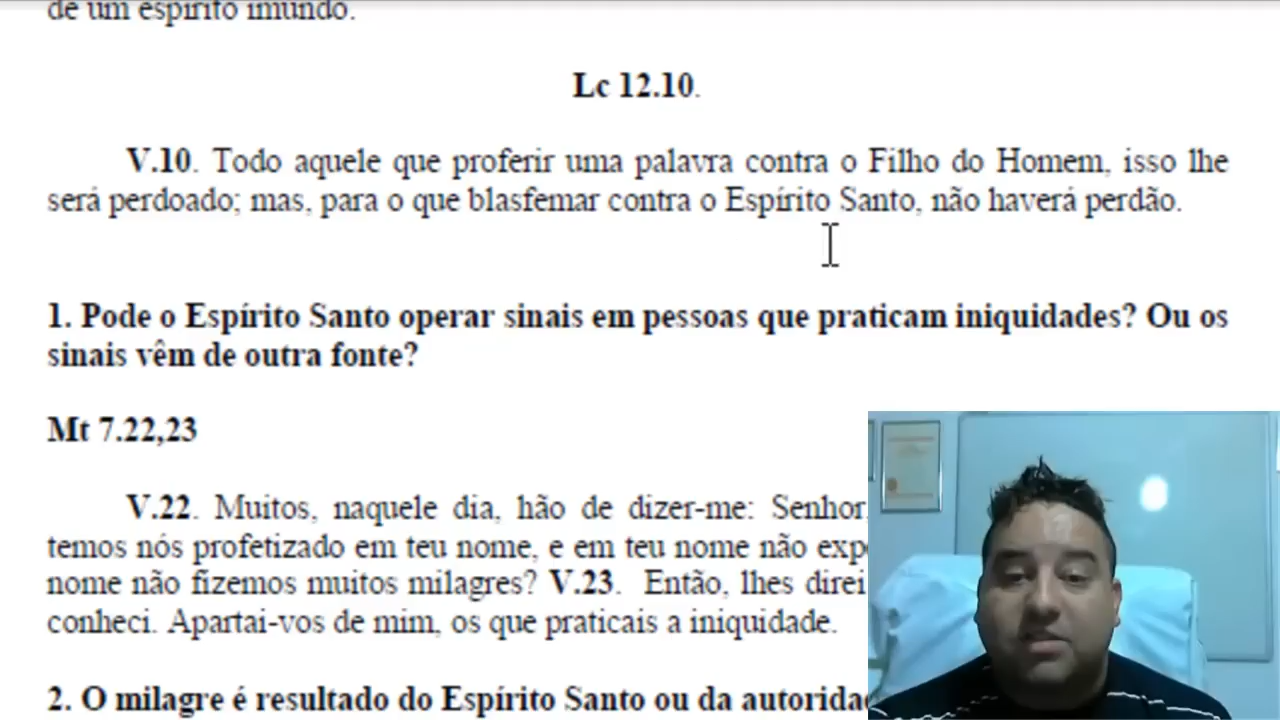 de um espírito imundo.
Lc 12.10.
V.10. Todo aquele que proferir uma palavra contra o Filho do Homem, isso lhe
será perdoado; mas, para o que blasfemar contra o Espírito Santo, não haverá perdão.
1. Pode o Espírito Santo operar sinais em pessoas que praticam iniquidades? Ou os
sinais vêm de outra fonte?
Mt 7.22,23
V.22. Muitos, naquele dia, hão de dizer-me: Senhor,
temos nós profetizado em teu nome, e em teu nome não exp
nome não fizemos muitos milagres? V.23. Então, lhes direi
conheci. Apartai-vos de mim, os que praticais a iniquidade.
2. O milagre é resultado do Espírito Santo ou da autorida